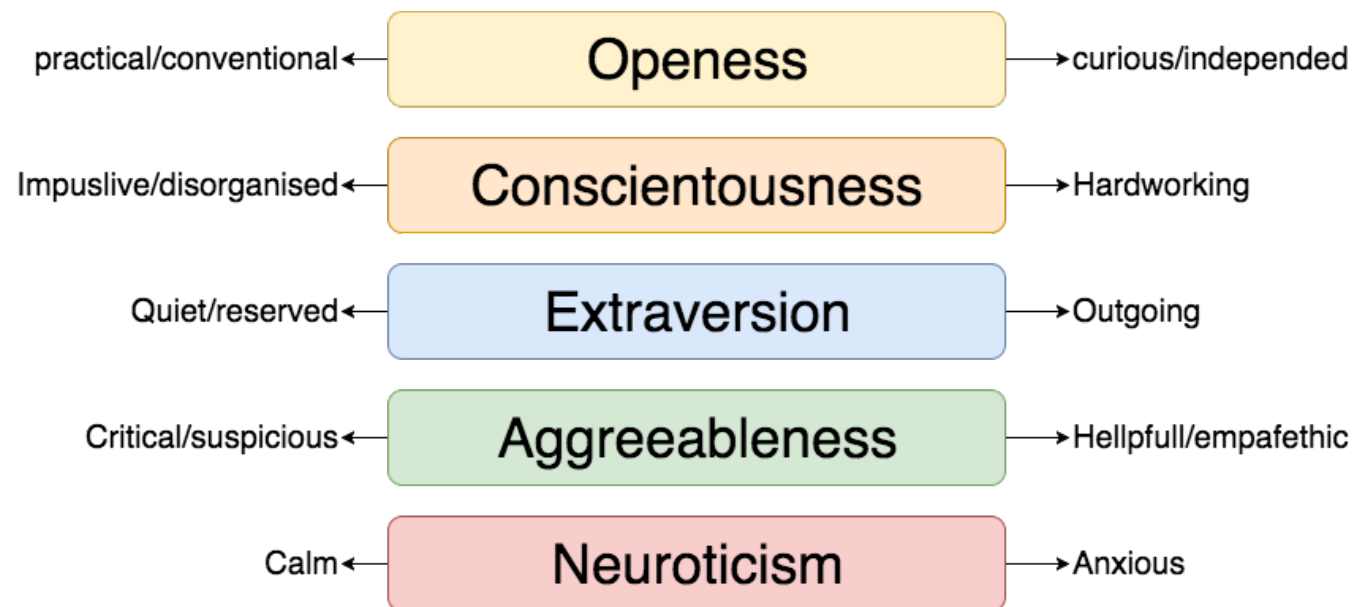 practical/conventional Openess curious/independed
Impuslive/disorganised Conscientousness Hardworking
Quiet/reserved Extraversion Outgoing
Critical/suspicious Aggreeableness Hellpfull/empafethic
Calm Neuroticism Anxious